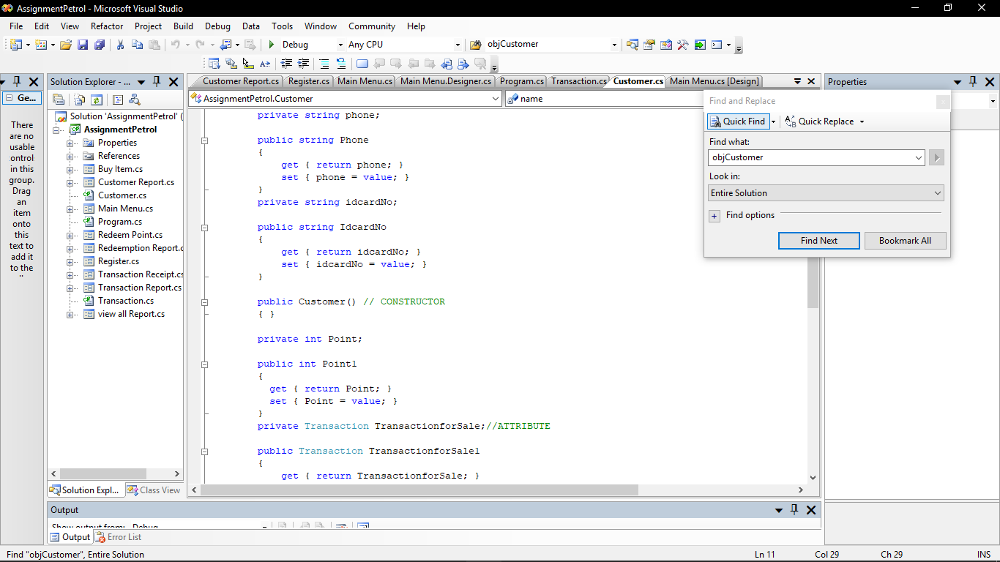 AssignmentPetrol - Microsoft Visual Studio
File Edit View Refactor Project Build Debug Data Tools Window Community Help
Debug Any CPU objCustomer
Ge...
There
are no
usable
controls
in this
group.
Drag
an
item
onto
this
text to
add it
to the
Solution Explorer - ...
Solution 'AssignmentPetrol' (
AssignmentPetrol
Properties
References
Buy Item.cs
Customer Report.cs
Customer.cs
Main Menu.cs
Program.cs
Redeem Point.cs
Redemption Report.c
Register.cs
Transaction Receipt.cs
Transaction Report.cs
Transaction.cs
view all Report.cs
Solution Expl... Class View
Customer Report.cs Register.cs Main Menu.cs Main Menu.Designer.cs Program.cs Transaction.cs Customer.cs Main Menu.cs [Design]
AssignmentPetrol.Customer name
private string phone;
public string Phone
{
get { return phone; }
set { phone = value; }
}
private string idcardNo;
public string IdcardNo
{
get { return idcardNo; }
set { idcardNo = value; }
}
public Customer() // CONSTRUCTOR
{ }
private int Point;
public int Point1
{
get { return Point; }
set { Point = value; }
}
private Transaction TransactionforSale;//ATTRIBUTE
public Transaction TransactionforSale1
{
get { return TransactionforSale; }
Properties
Find and Replace
Quick Find Quick Replace
Find what:
objCustomer
Look in:
Entire Solution
+ Find options
Find Next Bookmark All
Output
Show output from: Debug
Output Error List
Find "objCustomer", Entire Solution Ln 11 Col 29 Ch 29 INS